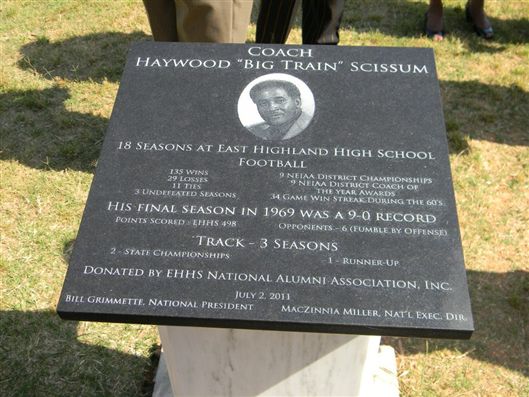 COACH
HAYWOOD "BIG TRAIN" SCISSUM
18 SEASONS AT EAST HIGHLAND HIGH SCHOOL
FOOTBALL
135 WINS
29 LOSSES
11 TIES
3 UNDEFEATED SEASONS
9 NEIAA DISTRICT CHAMPIONSHIPS
9 NEIAA DISTRICT COACH OF
THE YEAR AWARDS
34 GAME WIN STREAK DURING THE 60'S
HIS FINAL SEASON IN 1969 WAS A 9-0 RECORD
POINTS SCORED - EHHS 498 OPPONENTS - 6 (FUMBLE BY OFFENSE)
TRACK - 3 SEASONS
2 - STATE CHAMPIONSHIPS 1 - RUNNER-UP
DONATED BY EHHS NATIONAL ALUMNI ASSOCIATION, INC.
JULY 2, 2011
BILL GRIMMETTE, NATIONAL PRESIDENT MACZINNIA MILLER, NAT'L EXEC. DIR.